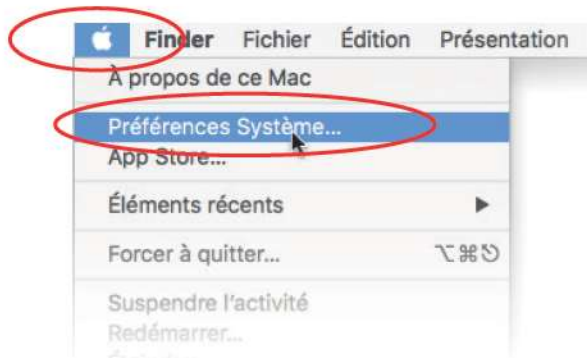 Finder Fichier Édition Présentation
À propos de ce Mac
Préférences Système...
App Store...
Éléments récents
Forcer à quitter... ⌥⌘⎋
Suspendre l'activité
Redémarrer...